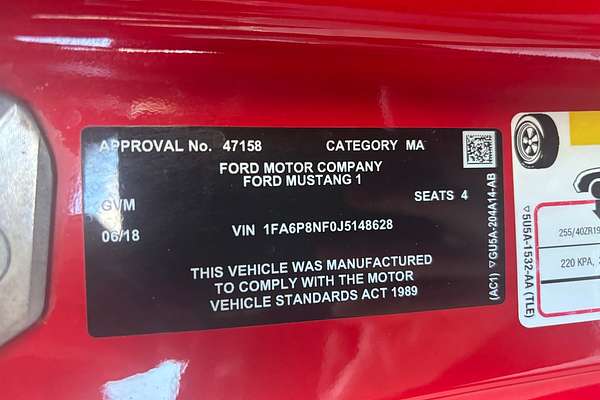 APPROVAL No. 47158 CATEGORY MA
FORD MOTOR COMPANY
FORD MUSTANG 1
SEATS 4
GVM
06/18 VIN 1FA6P8NF0J5148628
THIS VEHICLE WAS MANUFACTURED
TO COMPLY WITH THE MOTOR
VEHICLE STANDARDS ACT 1989
(AC1) ▽GU5A-204A14-AB
▽5U5A-1532-AA (TLE)
255/40ZR19
220 KPA,